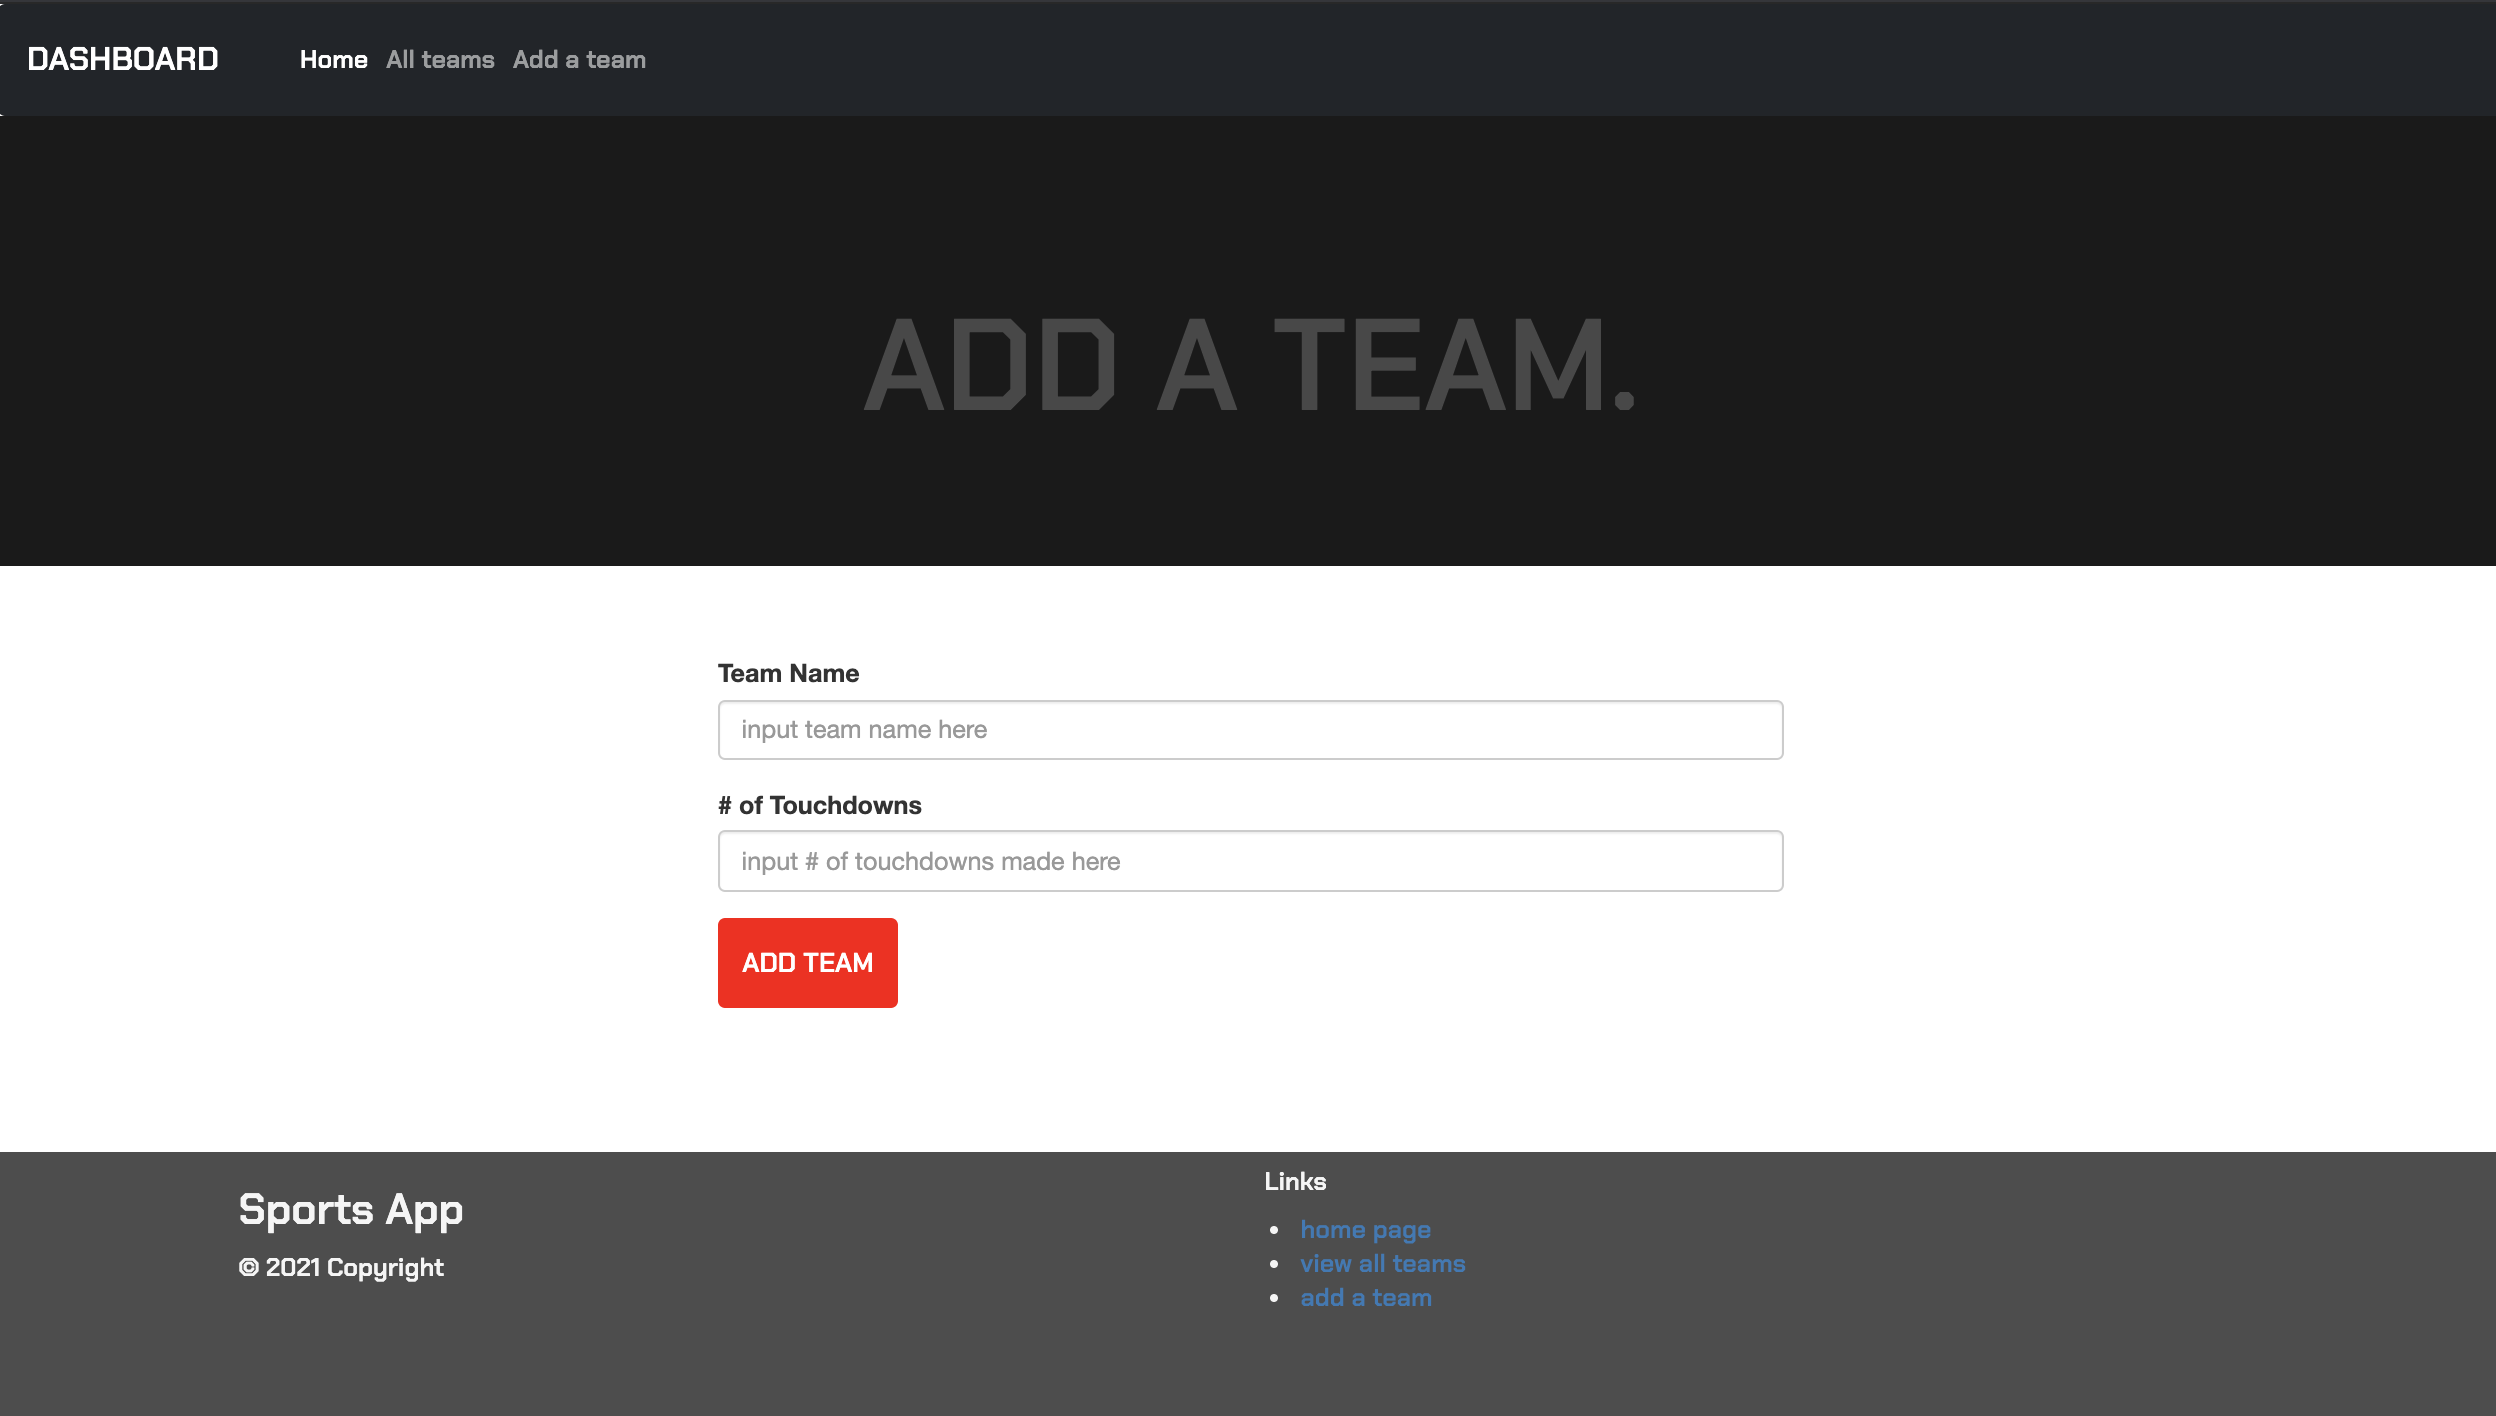 DASHBOARD Home All teams Add a team
ADD A TEAM.
Team Name
input team name here
# of Touchdowns
input # of touchdowns made here
ADD TEAM
Sports App
© 2021 Copyright
Links
home page
view all teams
add a team